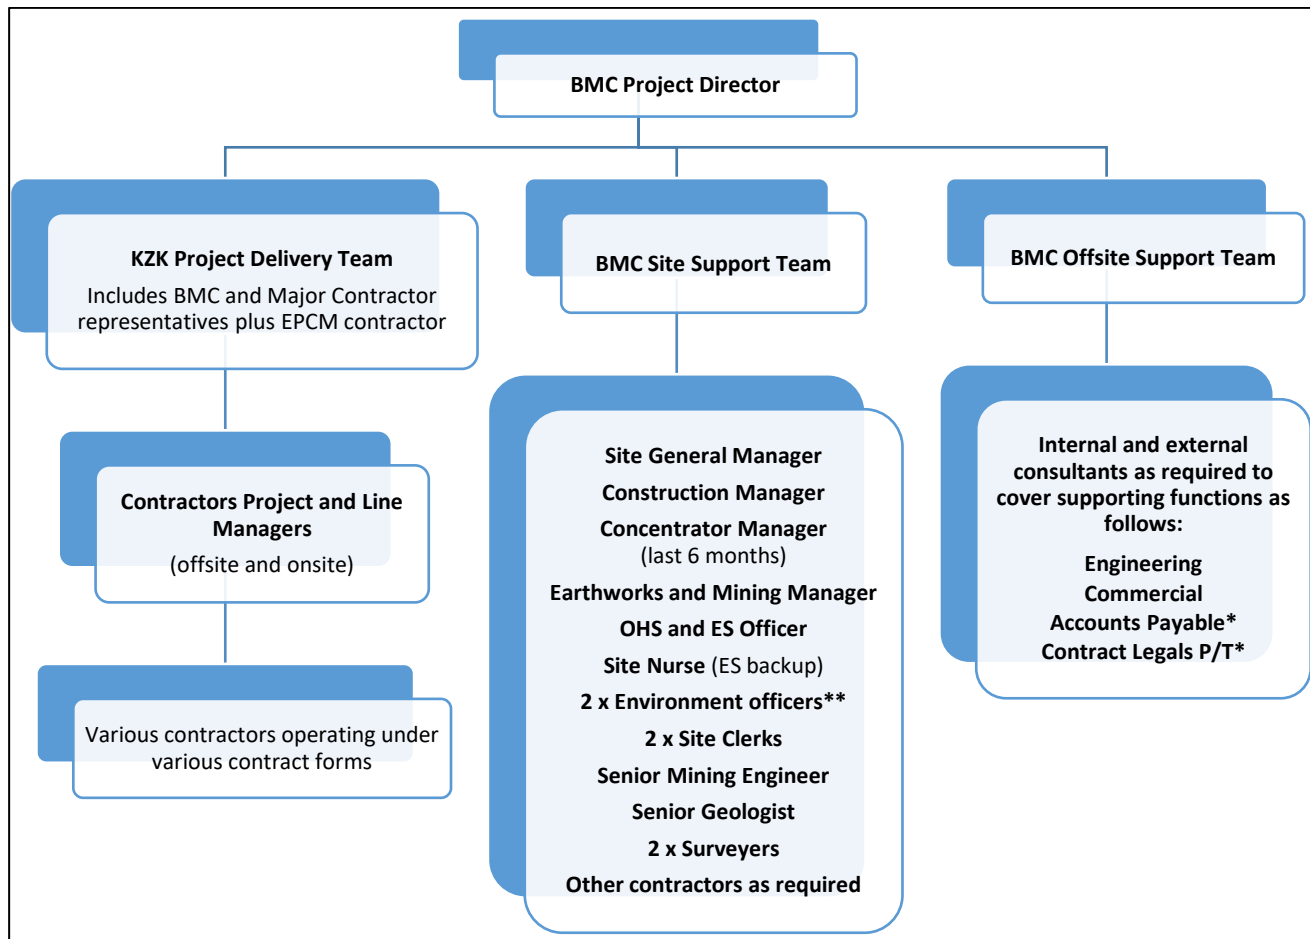 BMC Project Director
KZK Project Delivery Team
Includes BMC and Major Contractor
representatives plus EPCM contractor
Contractors Project and Line
Managers
(offsite and onsite)
Various contractors operating under
various contract forms
BMC Site Support Team
Site General Manager
Construction Manager
Concentrator Manager
(last 6 months)
Earthworks and Mining Manager
OHS and ES Officer
Site Nurse (ES backup)
2 x Environment officers**
2 x Site Clerks
Senior Mining Engineer
Senior Geologist
2 x Surveyers
Other contractors as required
BMC Offsite Support Team
Internal and external
consultants as required to
cover supporting functions as
follows:
Engineering
Commercial
Accounts Payable*
Contract Legals P/T*